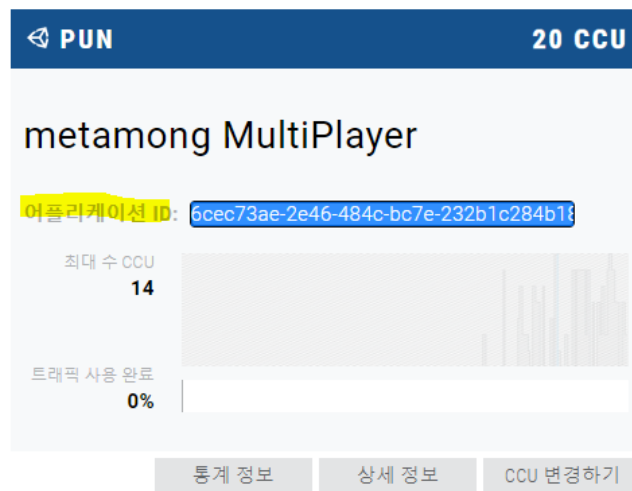 PUN 20 CCU
metamong MultiPlayer
어플리케이션 ID: 6cec73ae-2e46-484c-bc7e-232b1c284b18
최대 수 CCU
14
트래픽 사용 완료
0%
통계 정보 상세 정보 CCU 변경하기